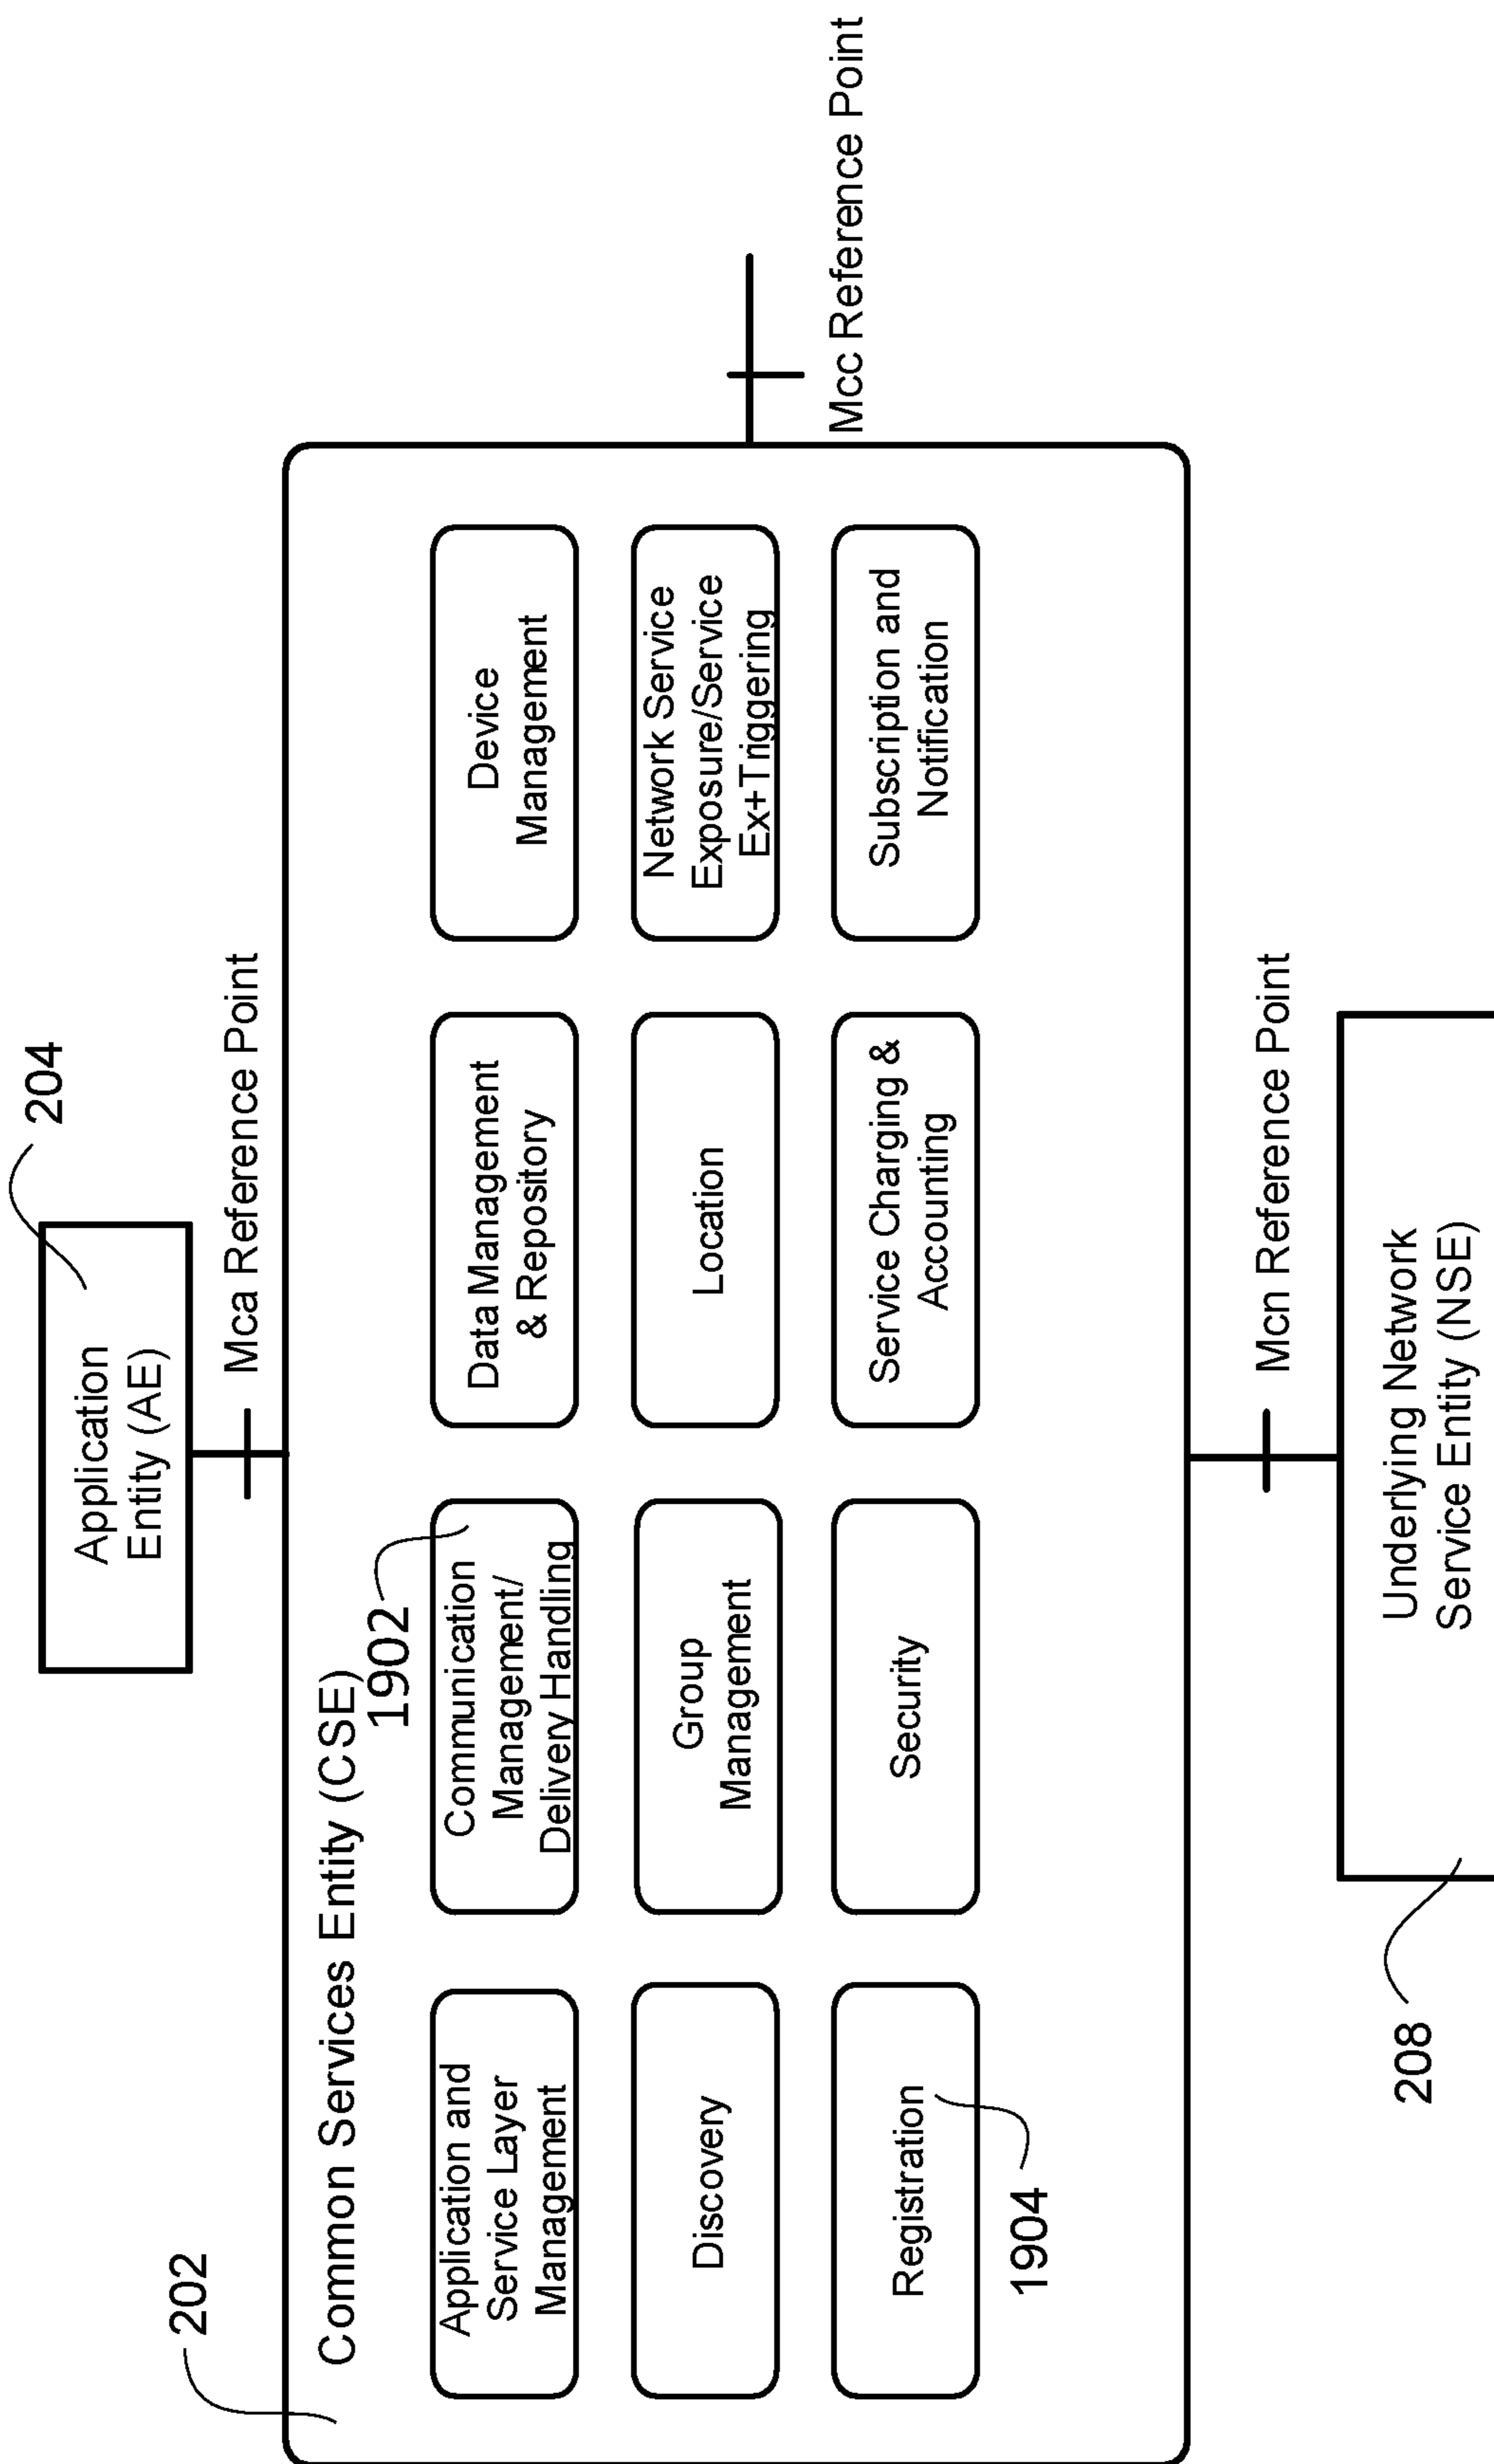 204
Application
Entity (AE)
Mca Reference Point
202
Common Services Entity (CSE)
1902
Application and
Service Layer
Management
Communication
Management/
Delivery Handling
Data Management
& Repository
Device
Management
Discovery
Group
Management
Location
Network Service
Exposure/Service
Ex+Triggering
Registration
1904
Security
Service Charging &
Accounting
Subscription and
Notification
Mcc Reference Point
Mcn Reference Point
208
Underlying Network
Service Entity (NSE)